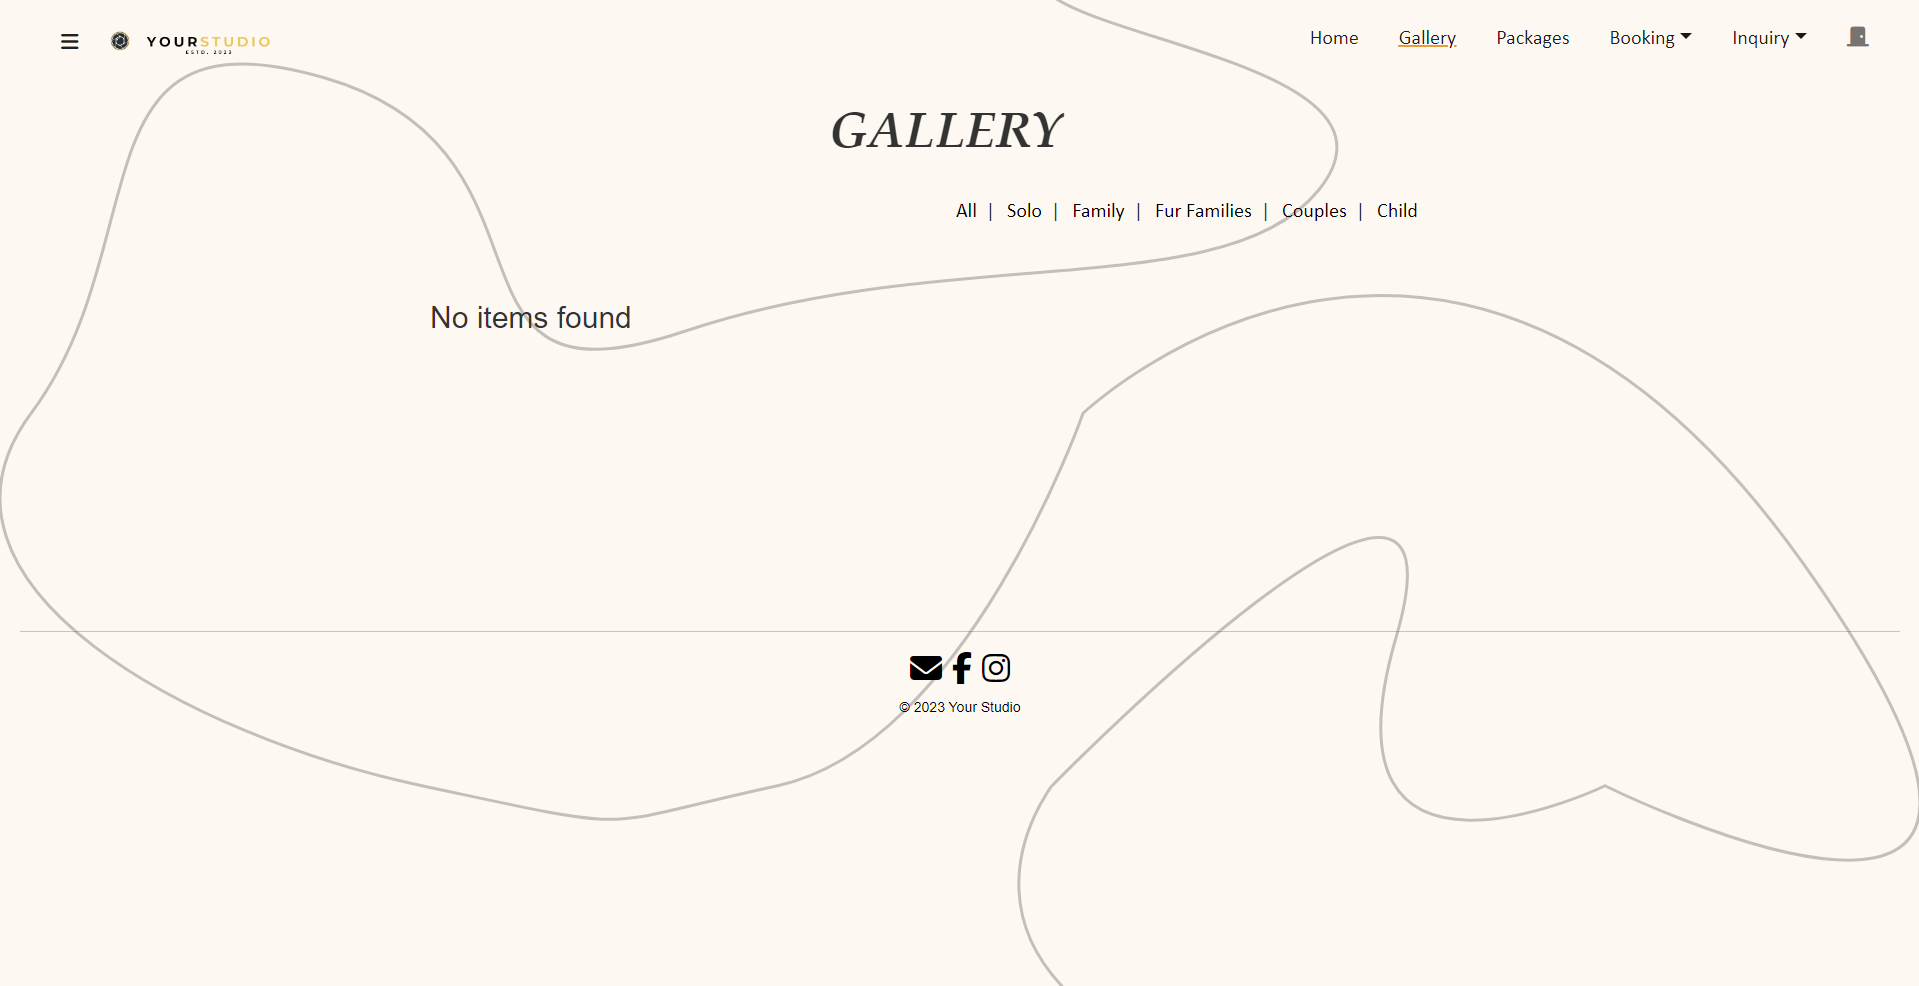 YOURSTUDIO
ESTD. 2023
Home Gallery Packages Booking Inquiry
GALLERY
All | Solo | Family | Fur Families | Couples | Child
No items found
© 2023 Your Studio